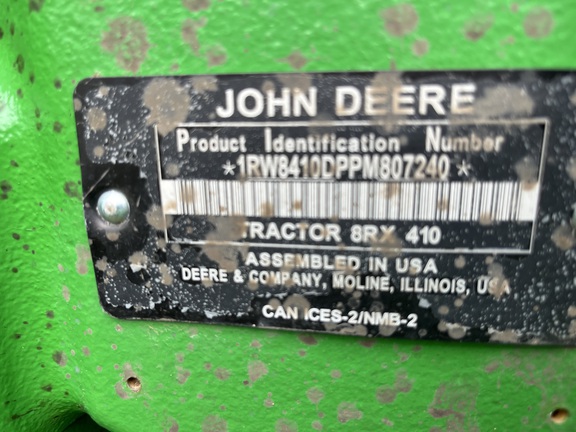 JOHN DEERE
Product Identification Number
*1RW8410DPPM807240*
TRACTOR 8RX 410
ASSEMBLED IN USA
DEERE & COMPANY, MOLINE, ILLINOIS, USA
CAN ICES-2/NMB-2